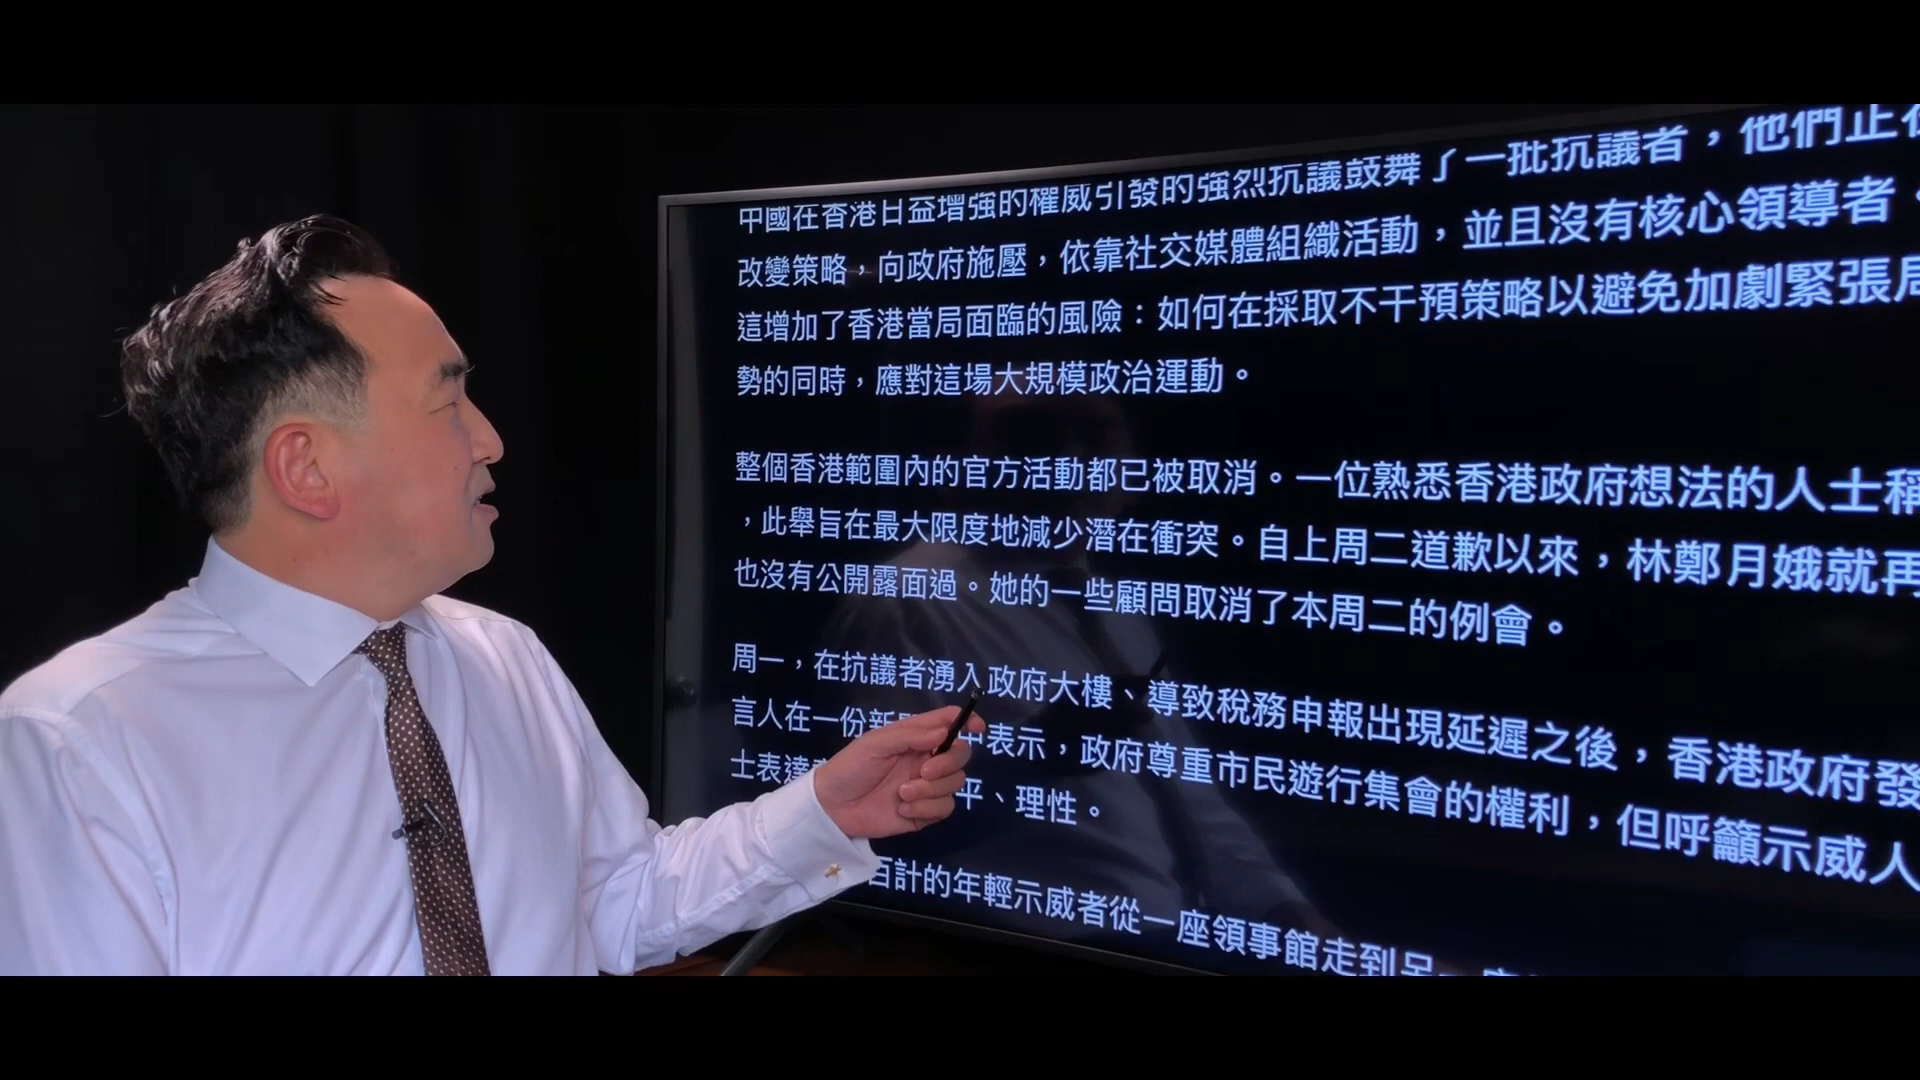 中國在香港日益增強的權威引發的強烈抗議鼓舞了一批抗議者，他們正在
改變策略，向政府施壓，依靠社交媒體組織活動，並且沒有核心領導者。
這增加了香港當局面臨的風險：如何在採取不干預策略以避免加劇緊張局
勢的同時，應對這場大規模政治運動。
整個香港範圍內的官方活動都已被取消。一位熟悉香港政府想法的人士稱
，此舉旨在最大限度地減少潛在衝突。自上周二道歉以來，林鄭月娥就再
也沒有公開露面過。她的一些顧問取消了本周二的例會。
周一，在抗議者湧入政府大樓、導致稅務申報出現延遲之後，香港政府發
言人在一份新 中表示，政府尊重市民遊行集會的權利，但呼籲示威人
士表達 平、理性。
百計的年輕示威者從一座領事館走到另一